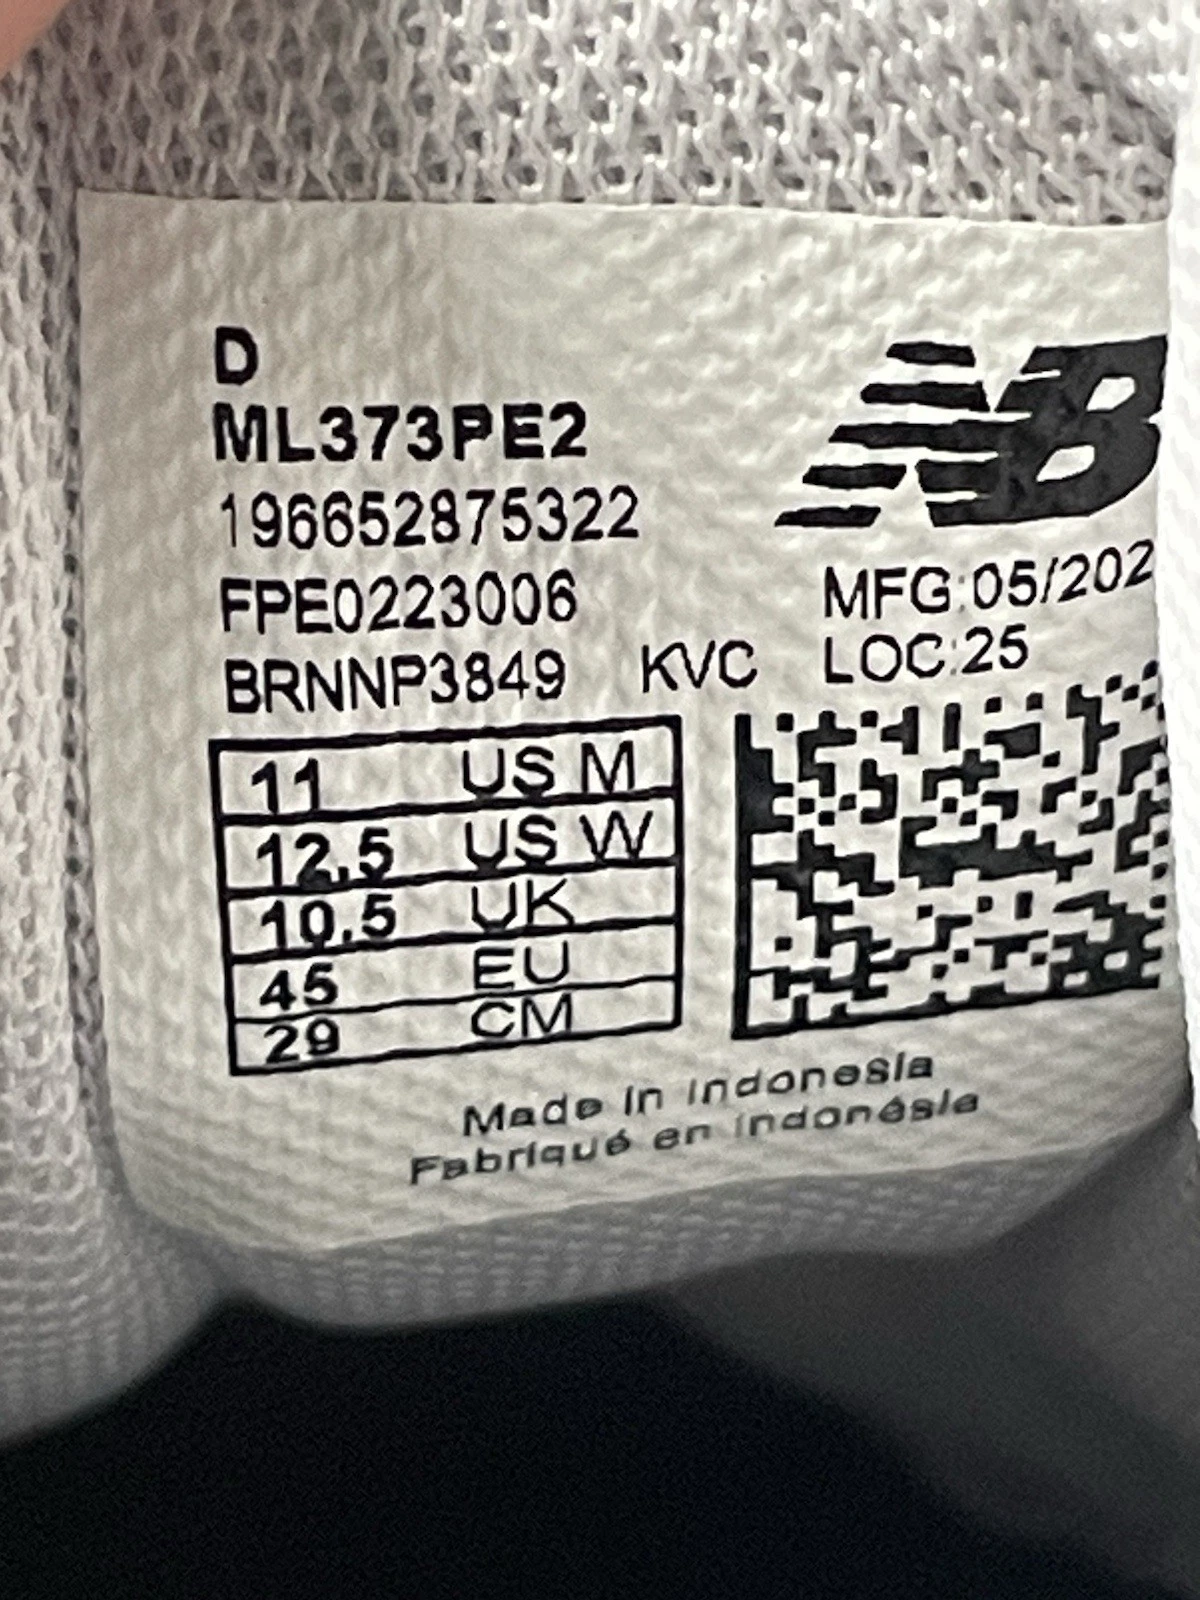 D
ML373PE2
196652875322
FPE0223006
BRNNP3849 KVC
NB
MFG:05/202
LOC:25
11 US M
12.5 US W
10.5 UK
45 EU
29 CM
Made in Indonesia
Fabriqué en Indonésie